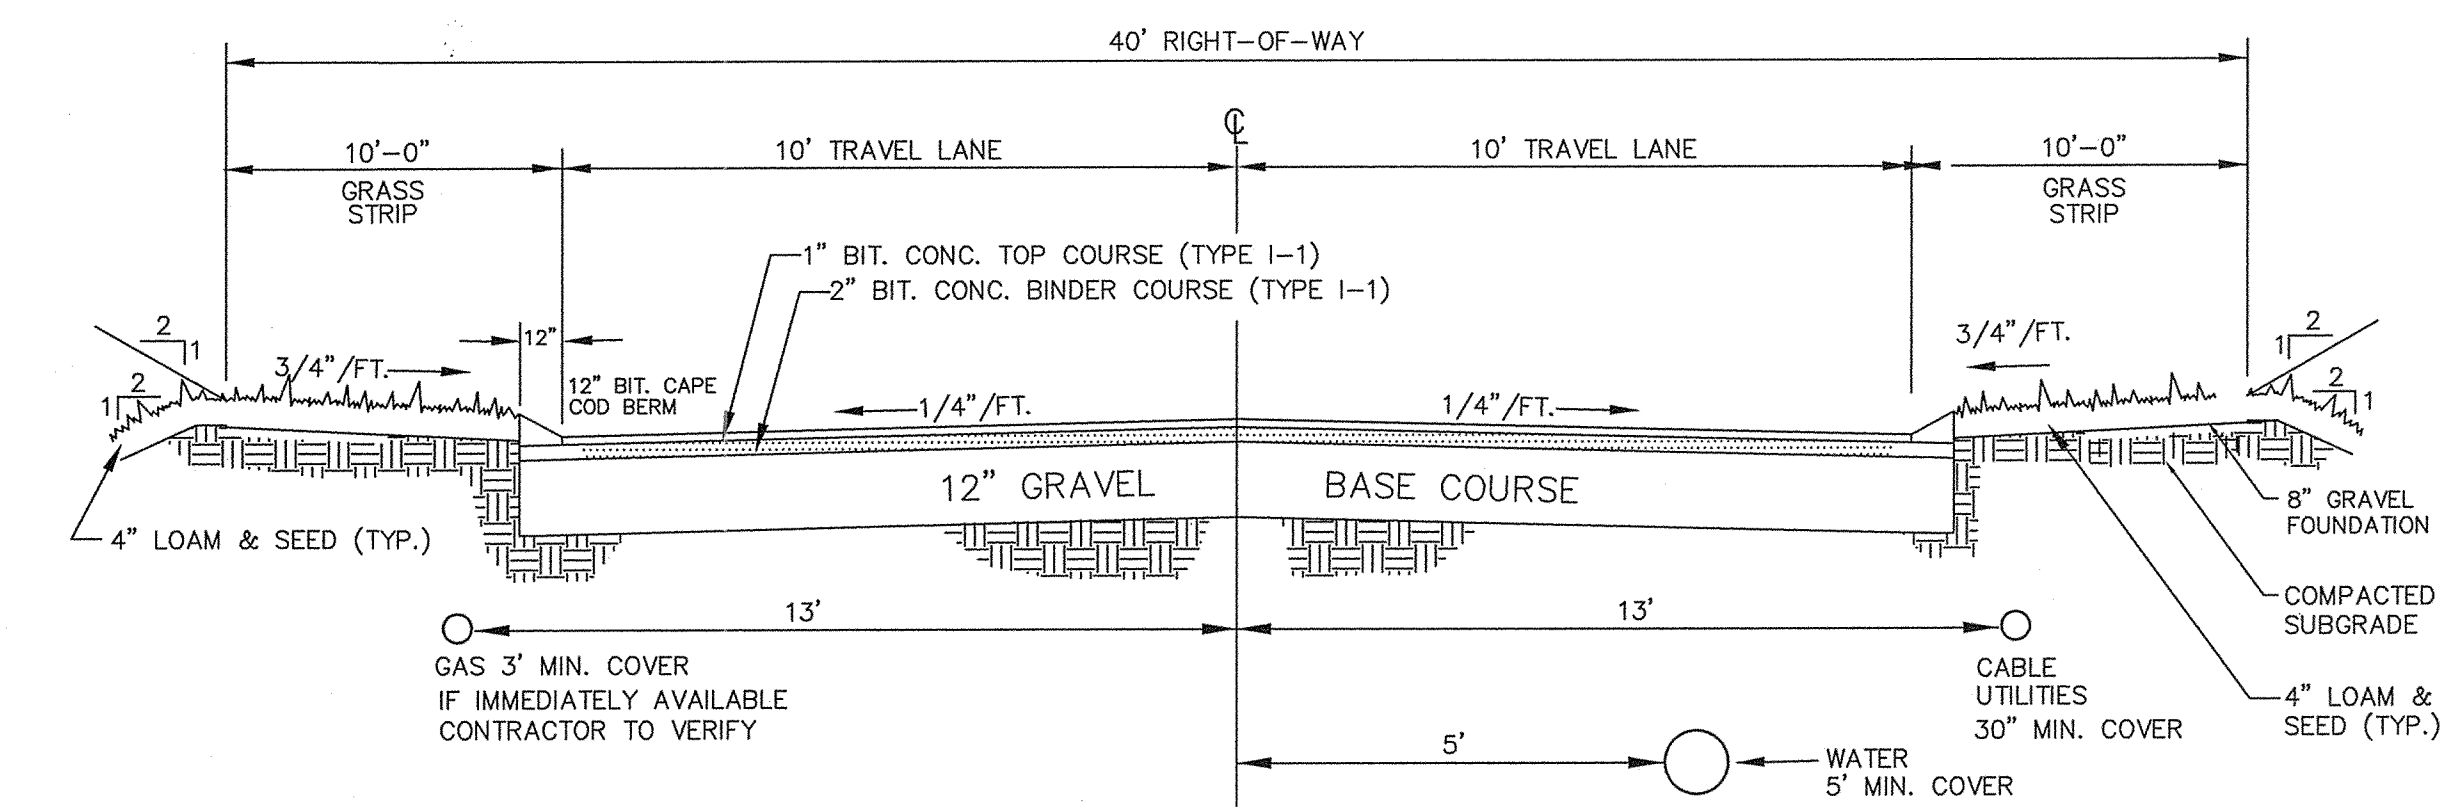 40' RIGHT-OF-WAY
℄
10'-0"
GRASS
STRIP
10' TRAVEL LANE
10' TRAVEL LANE
10'-0"
GRASS
STRIP
1" BIT. CONC. TOP COURSE (TYPE I-1)
2" BIT. CONC. BINDER COURSE (TYPE I-1)
2
1
12"
3/4"/FT.
2
1
12" BIT. CAPE
COD BERM
1/4"/FT.
1/4"/FT.
3/4"/FT.
2
1
2
1
12" GRAVEL BASE COURSE
4" LOAM & SEED (TYP.)
8" GRAVEL
FOUNDATION
COMPACTED
SUBGRADE
4" LOAM &
SEED (TYP.)
13'
13'
GAS 3' MIN. COVER
IF IMMEDIATELY AVAILABLE
CONTRACTOR TO VERIFY
CABLE
UTILITIES
30" MIN. COVER
5'
WATER
5' MIN. COVER